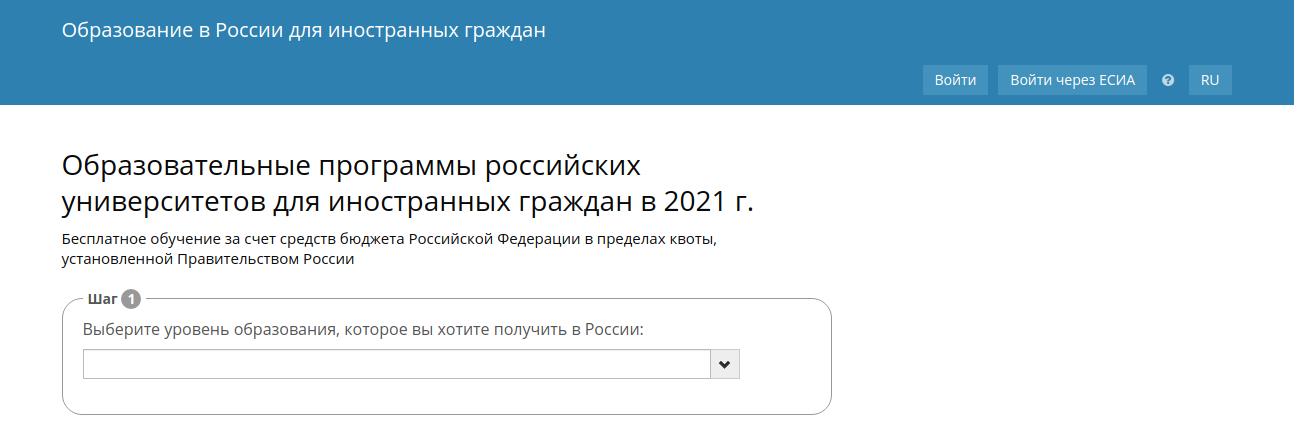 Образование в России для иностранных граждан
Войти
Войти через ЕСИА
?
RU
Образовательные программы российских
университетов для иностранных граждан в 2021 г.
Бесплатное обучение за счет средств бюджета Российской Федерации в пределах квоты,
установленной Правительством России
Шаг 1
Выберите уровень образования, которое вы хотите получить в России: